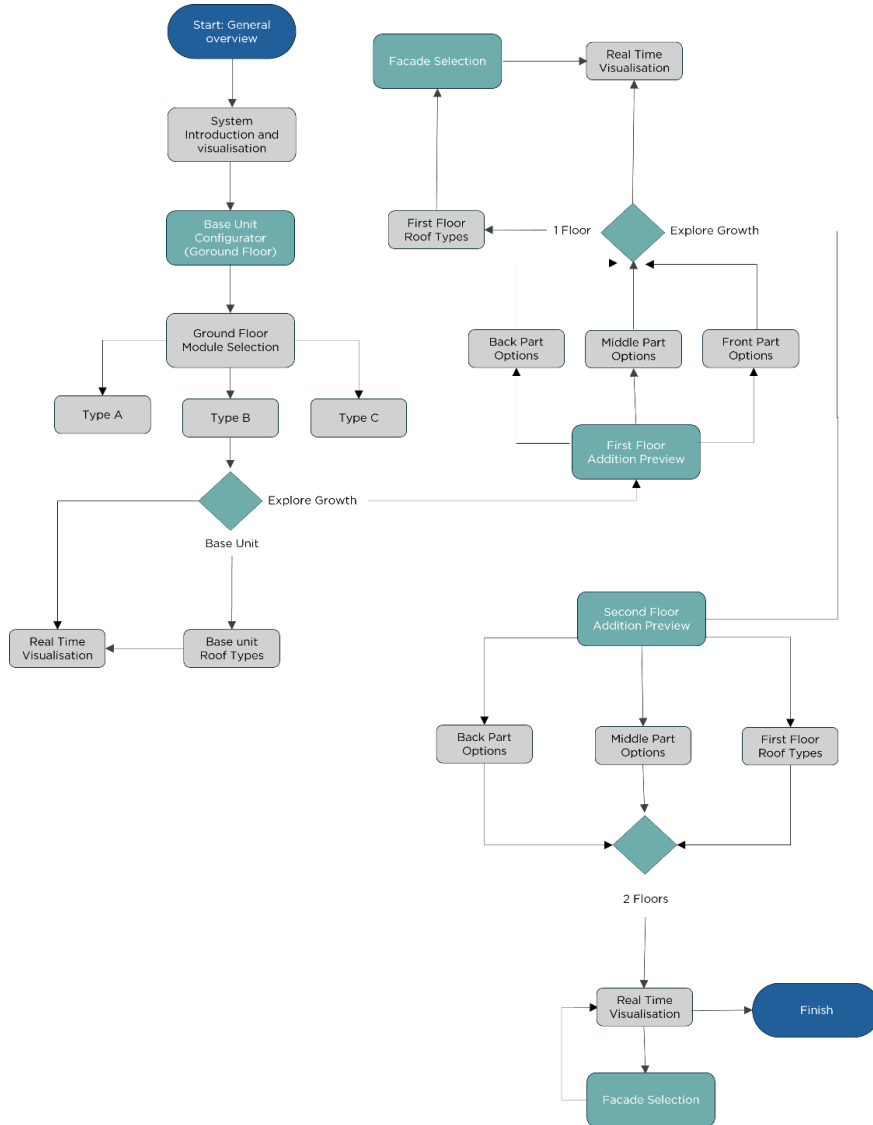 Start: General
overview
System
Introduction and
visualisation
Base Unit
Configurator
(Goround Floor)
Ground Floor
Module Selection
Type A
Type B
Type C
Explore Growth
Base Unit
Real Time
Visualisation
Base unit
Roof Types
Facade Selection
Real Time
Visualisation
First Floor
Roof Types
1 Floor
Explore Growth
Back Part
Options
Middle Part
Options
Front Part
Options
First Floor
Addition Preview
Second Floor
Addition Preview
Back Part
Options
Middle Part
Options
First Floor
Roof Types
2 Floors
Real Time
Visualisation
Finish
Facade Selection